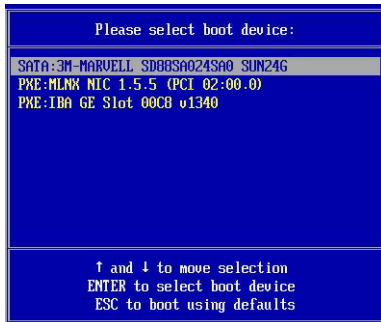 Please select boot device:
SATA:3M-MARVELL SD88SA024SA0 SUN24G
PXE:MLNX NIC 1.5.5 (PCI 02:00.0)
PXE:IBA GE Slot 00C8 v1340
↑ and ↓ to move selection
ENTER to select boot device
ESC to boot using defaults